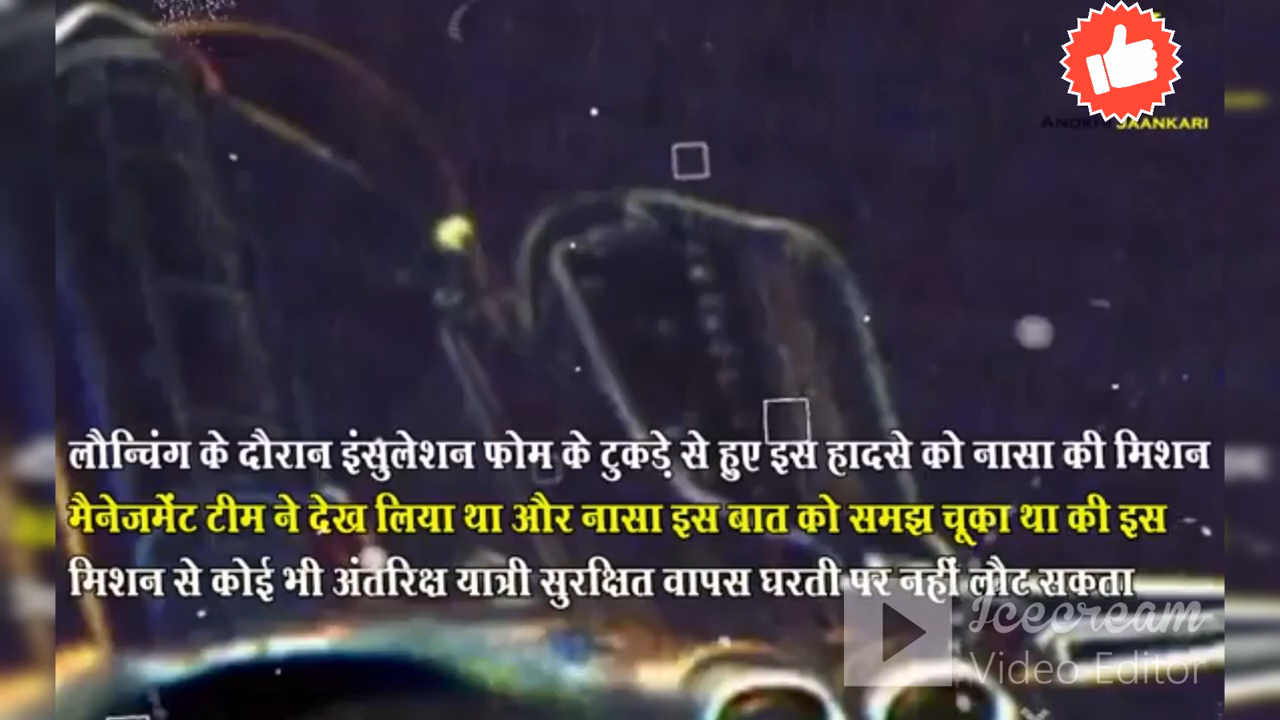 JAANKARI
लौन्चिंग के दौरान इंसुलेशन फोम के टुकड़े से हुए इस हादसे को नासा की मिशन
मैनेजमेंट टीम ने देख लिया था और नासा इस बात को समझ चूका था की इस
मिशन से कोई भी अंतरिक्ष यात्री सुरक्षित वापस घरती पर नहीं लौट सकता
Icecream
Video Editor